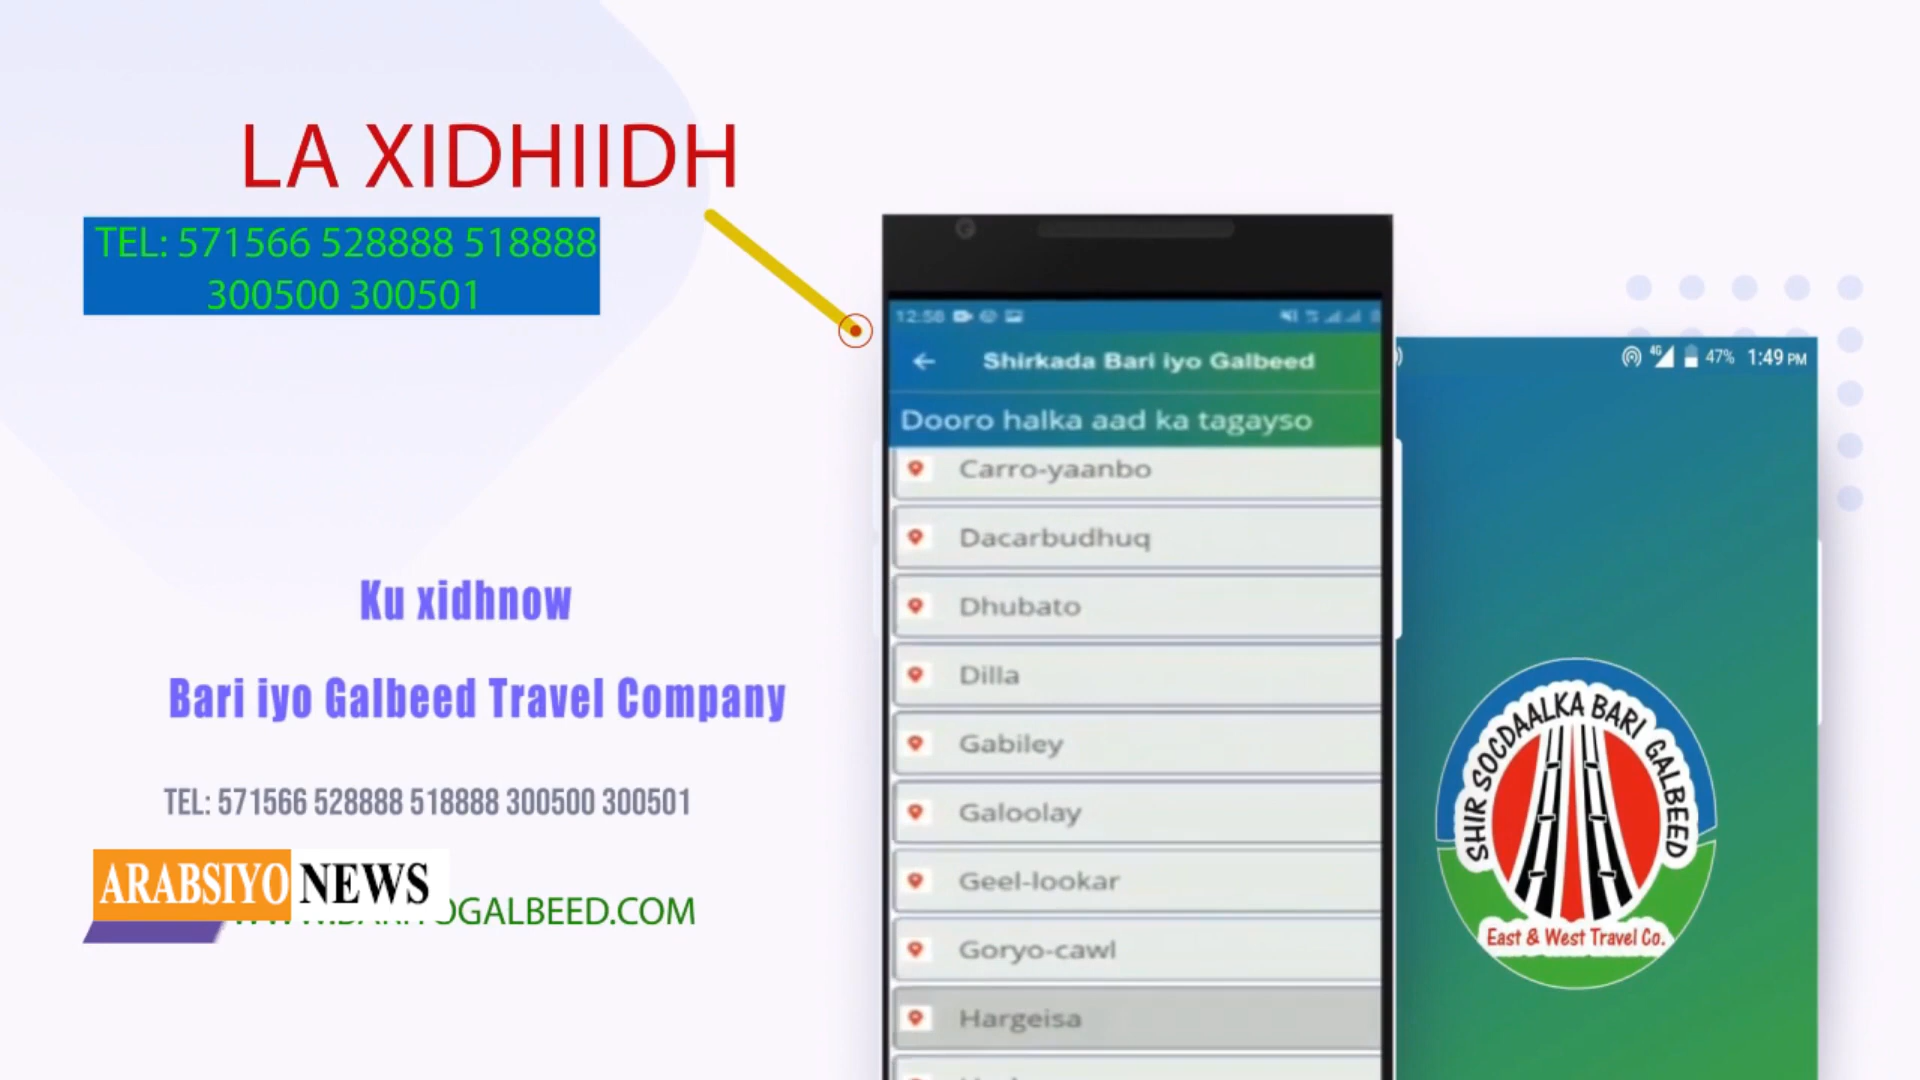 LA XIDHIIDH
TEL: 571566 528888 518888
300500 300501
Ku xidhnow
Bari iyo Galbeed Travel Company
TEL: 571566 528888 518888 300500 300501
ARABSIYO NEWS
OGALBEED.COM
12:58
Shirkada Bari iyo Galbeed
Dooro halka aad ka tagayso
Carro-yaanbo
Dacarbudhuq
Dhubato
Dilla
Gabiley
Galoolay
Geel-lookar
Goryo-cawl
Hargeisa
4G 47% 1:49 PM
SHIR SOCDAALKA BARI GALBEED
East & West Travel Co.